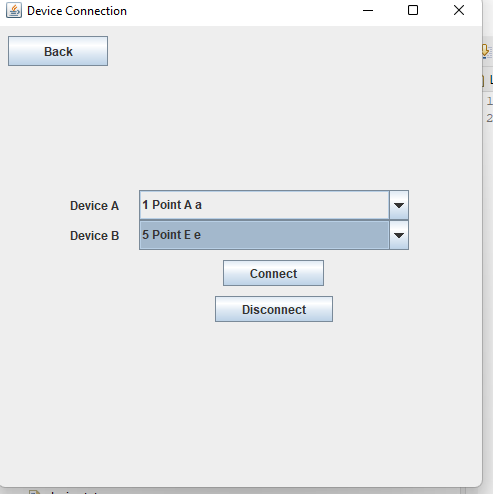 Device Connection
Back
Device A
1 Point A a
Device B
5 Point E e
Connect
Disconnect
1
2